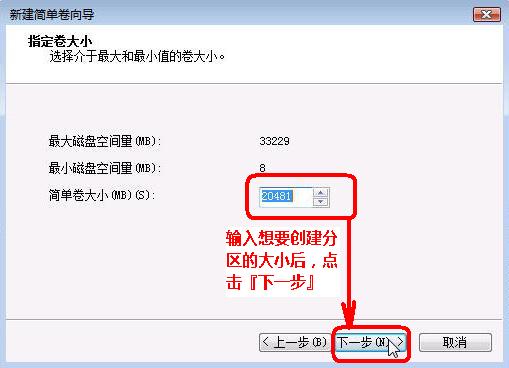 新建简单卷向导
指定卷大小
选择介于最大和最小值的卷大小。
最大磁盘空间量(MB): 33229
最小磁盘空间量(MB): 8
简单卷大小(MB)(S): 20481
输入想要创建分
区的大小后，点
击『下一步』
< 上一步(B) 下一步(N) > 取消